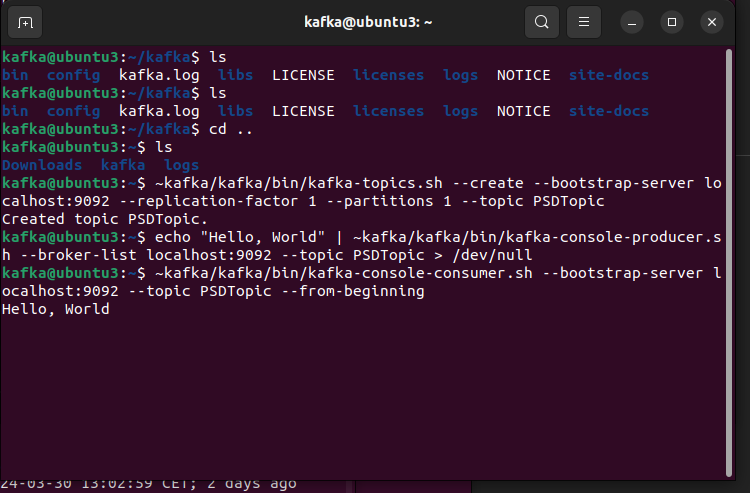 kafka@ubuntu3: ~
kafka@ubuntu3:~/kafka$ ls
bin config kafka.log libs LICENSE licenses logs NOTICE site-docs
kafka@ubuntu3:~/kafka$ ls
bin config kafka.log libs LICENSE licenses logs NOTICE site-docs
kafka@ubuntu3:~/kafka$ cd ..
kafka@ubuntu3:~$ ls
Downloads kafka logs
kafka@ubuntu3:~$ ~kafka/kafka/bin/kafka-topics.sh --create --bootstrap-server lo
calhost:9092 --replication-factor 1 --partitions 1 --topic PSDTopic
Created topic PSDTopic.
kafka@ubuntu3:~$ echo "Hello, World" | ~kafka/kafka/bin/kafka-console-producer.s
h --broker-list localhost:9092 --topic PSDTopic > /dev/null
kafka@ubuntu3:~$ ~kafka/kafka/bin/kafka-console-consumer.sh --bootstrap-server l
ocalhost:9092 --topic PSDTopic --from-beginning
Hello, World
24-03-30 13:02:59 CET; 2 days ago